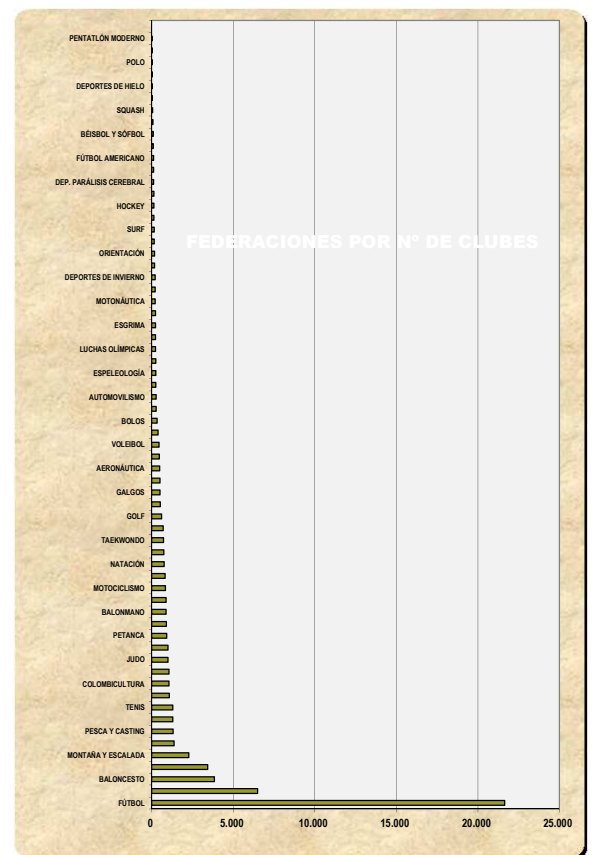 PENTATLÓN MODERNO
POLO
DEPORTES DE HIELO
SQUASH
BÉISBOL Y SÓFBOL
FÚTBOL AMERICANO
DEP. PARÁLISIS CEREBRAL
HOCKEY
SURF
FEDERACIONES POR Nº DE CLUBES
ORIENTACIÓN
DEPORTES DE INVIERNO
MOTONÁUTICA
ESGRIMA
LUCHAS OLÍMPICAS
ESPELEOLOGÍA
AUTOMOVILISMO
BOLOS
VOLEIBOL
AERONÁUTICA
GALGOS
GOLF
TAEKWONDO
NATACIÓN
MOTOCICLISMO
BALONMANO
PETANCA
JUDO
COLOMBICULTURA
TENIS
PESCA Y CASTING
MONTAÑA Y ESCALADA
BALONCESTO
FÚTBOL
0 5.000 10.000 15.000 20.000 25.000